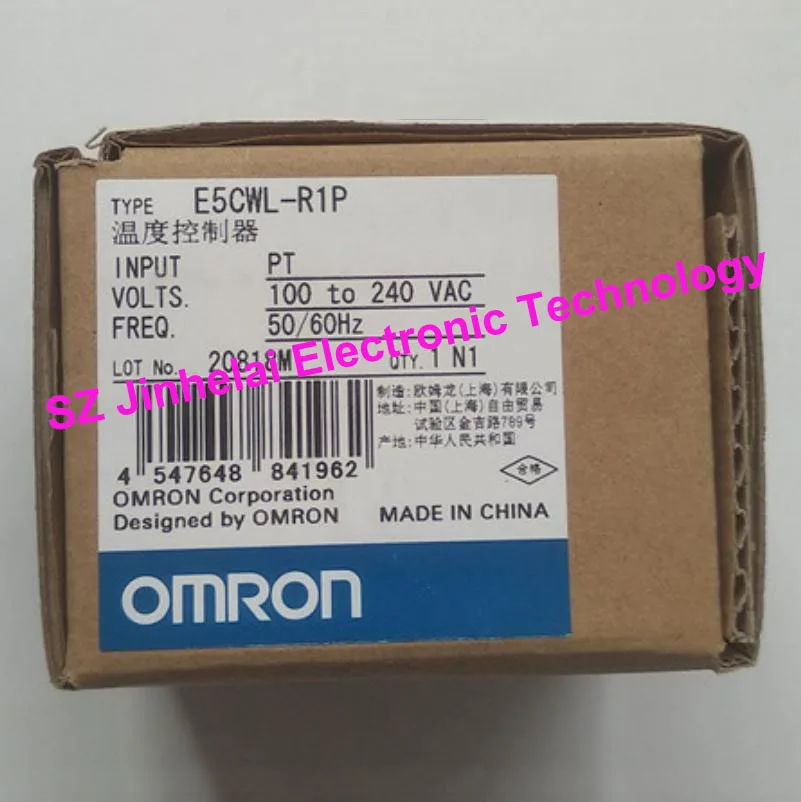 TYPE E5CWL-R1P
温度控制器
INPUT PT
VOLTS. 100 to 240 VAC
FREQ. 50/60Hz
LOT No. 20818M QTY. 1 N1
SZ Jinhelai Electronic Technology
制造: 欧姆龙(上海)有限公司
地址: 中国(上海)自由贸易
试验区金吉路789号
产地: 中华人民共和国
4 547648 841962
合格
OMRON Corporation
Designed by OMRON
MADE IN CHINA
OMRON